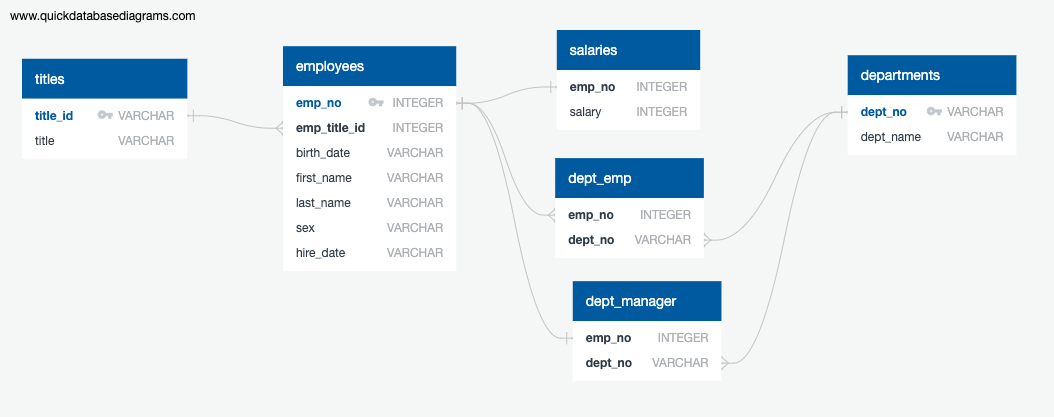 www.quickdatabasediagrams.com
titles
title_id VARCHAR
title VARCHAR
employees
emp_no INTEGER
emp_title_id INTEGER
birth_date VARCHAR
first_name VARCHAR
last_name VARCHAR
sex VARCHAR
hire_date VARCHAR
salaries
emp_no INTEGER
salary INTEGER
dept_emp
emp_no INTEGER
dept_no VARCHAR
dept_manager
emp_no INTEGER
dept_no VARCHAR
departments
dept_no VARCHAR
dept_name VARCHAR